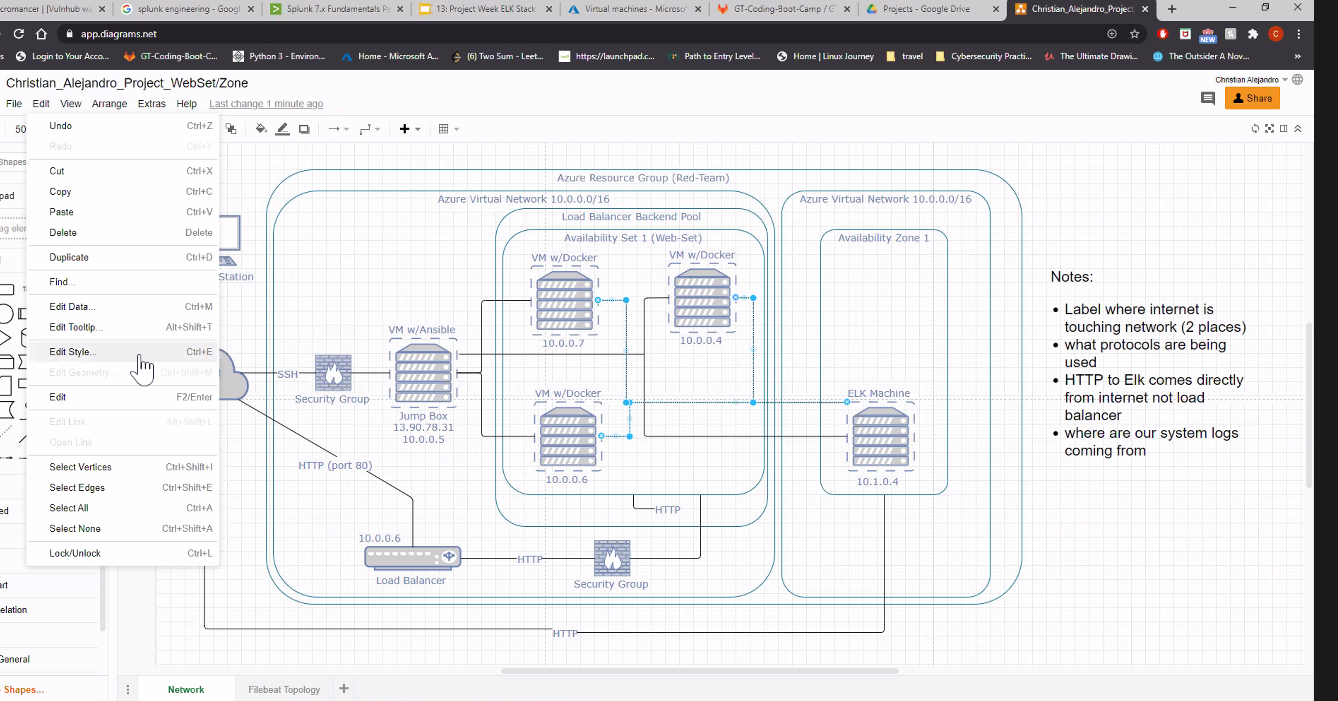 cromancer — (Vulnhub wa
splunk engineering - Googl
Splunk 7.x Fundamentals Pa
13: Project Week ELK Stack
Virtual machines - Microsof
GT-Coding-Boot-Camp / GT
Projects - Google Drive
Christian_Alejandro_Project_
app.diagrams.net
NEW
C
s
Login to Your Accou...
GT-Coding-Boot-C...
Python 3 - Environ...
Home - Microsoft A...
(6) Two Sum - Leet...
https://launchpad.c...
Path to Entry Level...
Home | Linux Journey
travel
Cybersecurity Practi...
The Ultimate Drawi...
The Outsider A Nov...
»
Christian_Alejandro_Project_WebSet/Zone
Christian Alejandro
File Edit View Arrange Extras Help Last change 1 minute ago
Share
50
Undo Ctrl+Z
Redo Ctrl+Y
Cut Ctrl+X
Copy Ctrl+C
Paste Ctrl+V
Delete Delete
Duplicate Ctrl+D
Find...
Edit Data... Ctrl+M
Edit Tooltip... Alt+Shift+T
Edit Style... Ctrl+E
Edit Geometry... Ctrl+Shift+M
Edit F2/Enter
Edit Link... Alt+Shift+L
Open Link
Select Vertices Ctrl+Shift+I
Select Edges Ctrl+Shift+E
Select All Ctrl+A
Select None Ctrl+Shift+A
Lock/Unlock Ctrl+L
Shapes
pad
ag elem
ed
art
elation
General
Shapes...
Azure Resource Group (Red-Team)
Azure Virtual Network 10.0.0.0/16
Azure Virtual Network 10.0.0.0/16
Load Balancer Backend Pool
Availability Set 1 (Web-Set)
Availability Zone 1
VM w/Docker
VM w/Docker
Station
10.0.0.7
10.0.0.4
VM w/Ansible
SSH
Security Group
Jump Box
13.90.78.31
10.0.0.5
VM w/Docker
ELK Machine
HTTP (port 80)
10.0.0.6
10.1.0.4
HTTP
10.0.0.6
HTTP
Load Balancer
Security Group
HTTP
Notes:
• Label where internet is
touching network (2 places)
• what protocols are being
used
• HTTP to Elk comes directly
from internet not load
balancer
• where are our system logs
coming from
Network
Filebeat Topology